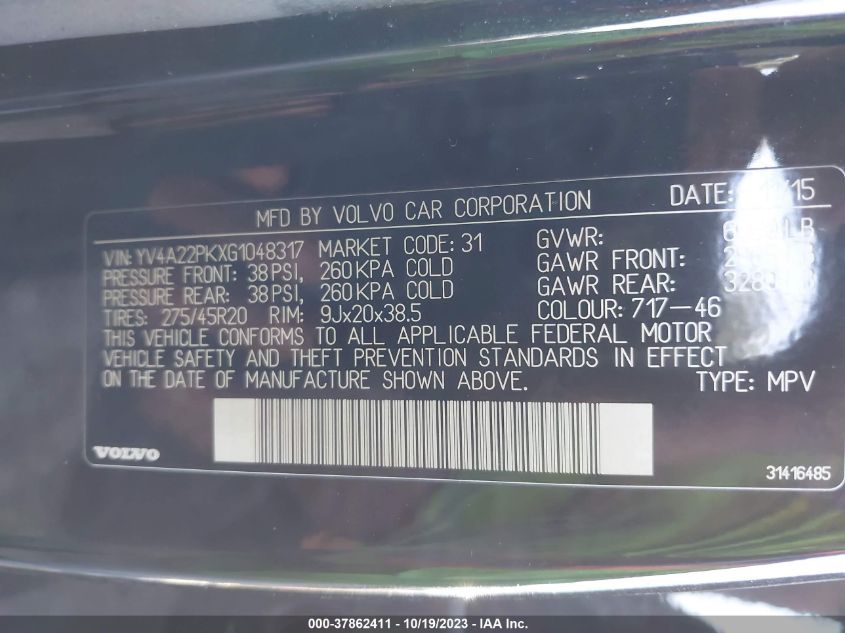 MFD BY VOLVO CAR CORPORATION DATE: /15
VIN: YV4A22PKXG1048317 MARKET CODE: 31 GVWR: LB
PRESSURE FRONT: 38PSI, 260KPA COLD GAWR FRONT:
PRESSURE REAR: 38PSI, 260KPA COLD GAWR REAR:
TIRES: 275/45R20 RIM: 9Jx20x38.5 COLOUR: 717-46
THIS VEHICLE CONFORMS TO ALL APPLICABLE FEDERAL MOTOR
VEHICLE SAFETY AND THEFT PREVENTION STANDARDS IN EFFECT
ON THE DATE OF MANUFACTURE SHOWN ABOVE. TYPE: MPV
VOLVO 31416485
000-37862411 - 10/19/2023 - IAA Inc.